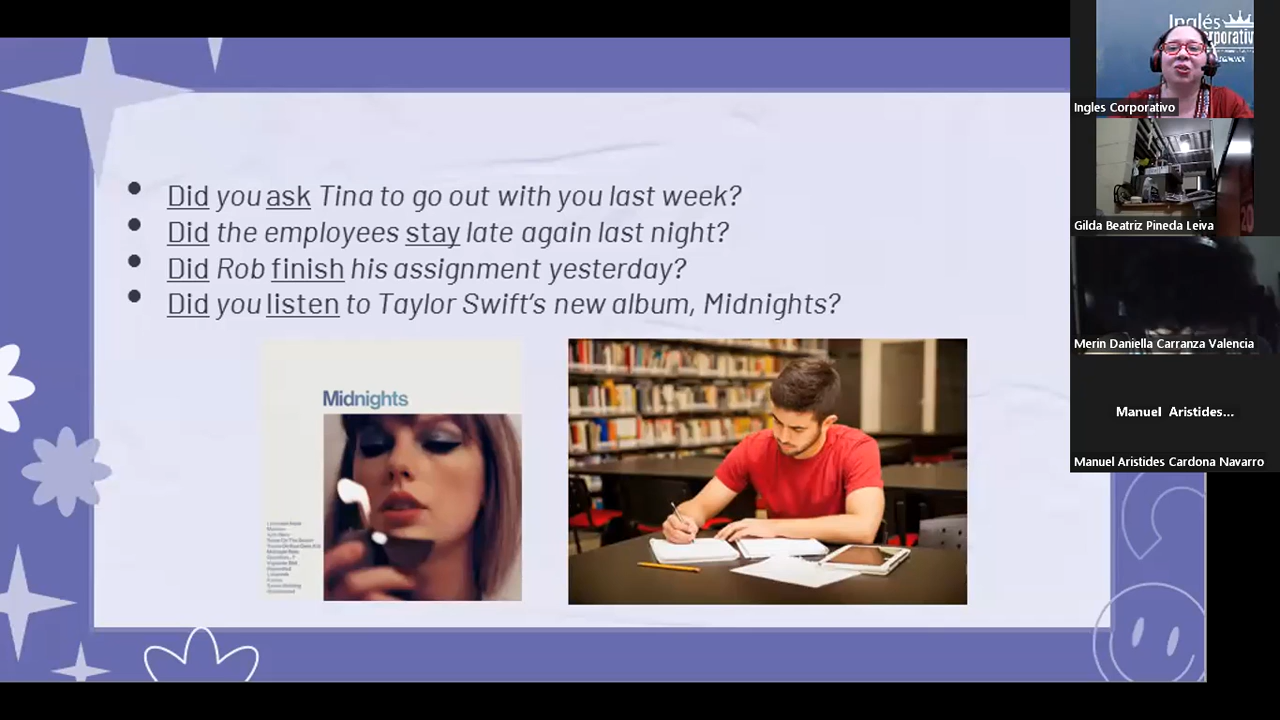 Did you ask Tina to go out with you last week?
Did the employees stay late again last night?
Did Rob finish his assignment yesterday?
Did you listen to Taylor Swift’s new album, Midnights?
Midnights
Inglés
Ingles Corporativo
Gilda Beatriz Pineda Leiva
Merin Daniella Carranza Valencia
Manuel Aristides...
Manuel Aristides Cardona Navarro